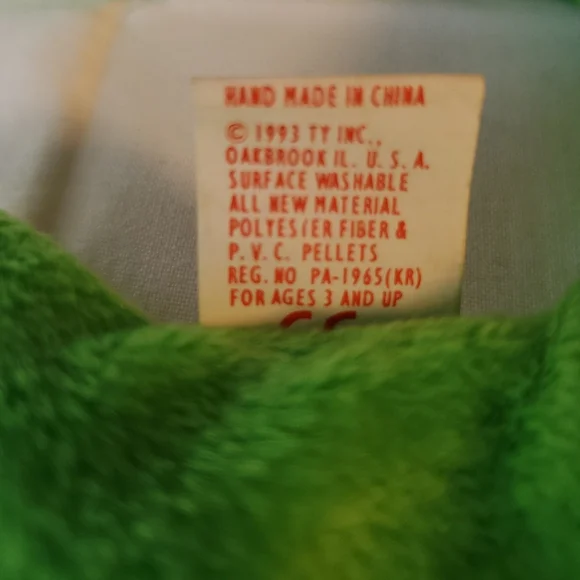 HAND MADE IN CHINA
© 1993 TY INC.,
OAKBROOK IL. U. S. A.
SURFACE WASHABLE
ALL NEW MATERIAL
POLYESTER FIBER &
P. V. C. PELLETS
REG. NO PA-1965(KR)
FOR AGES 3 AND UP
CE